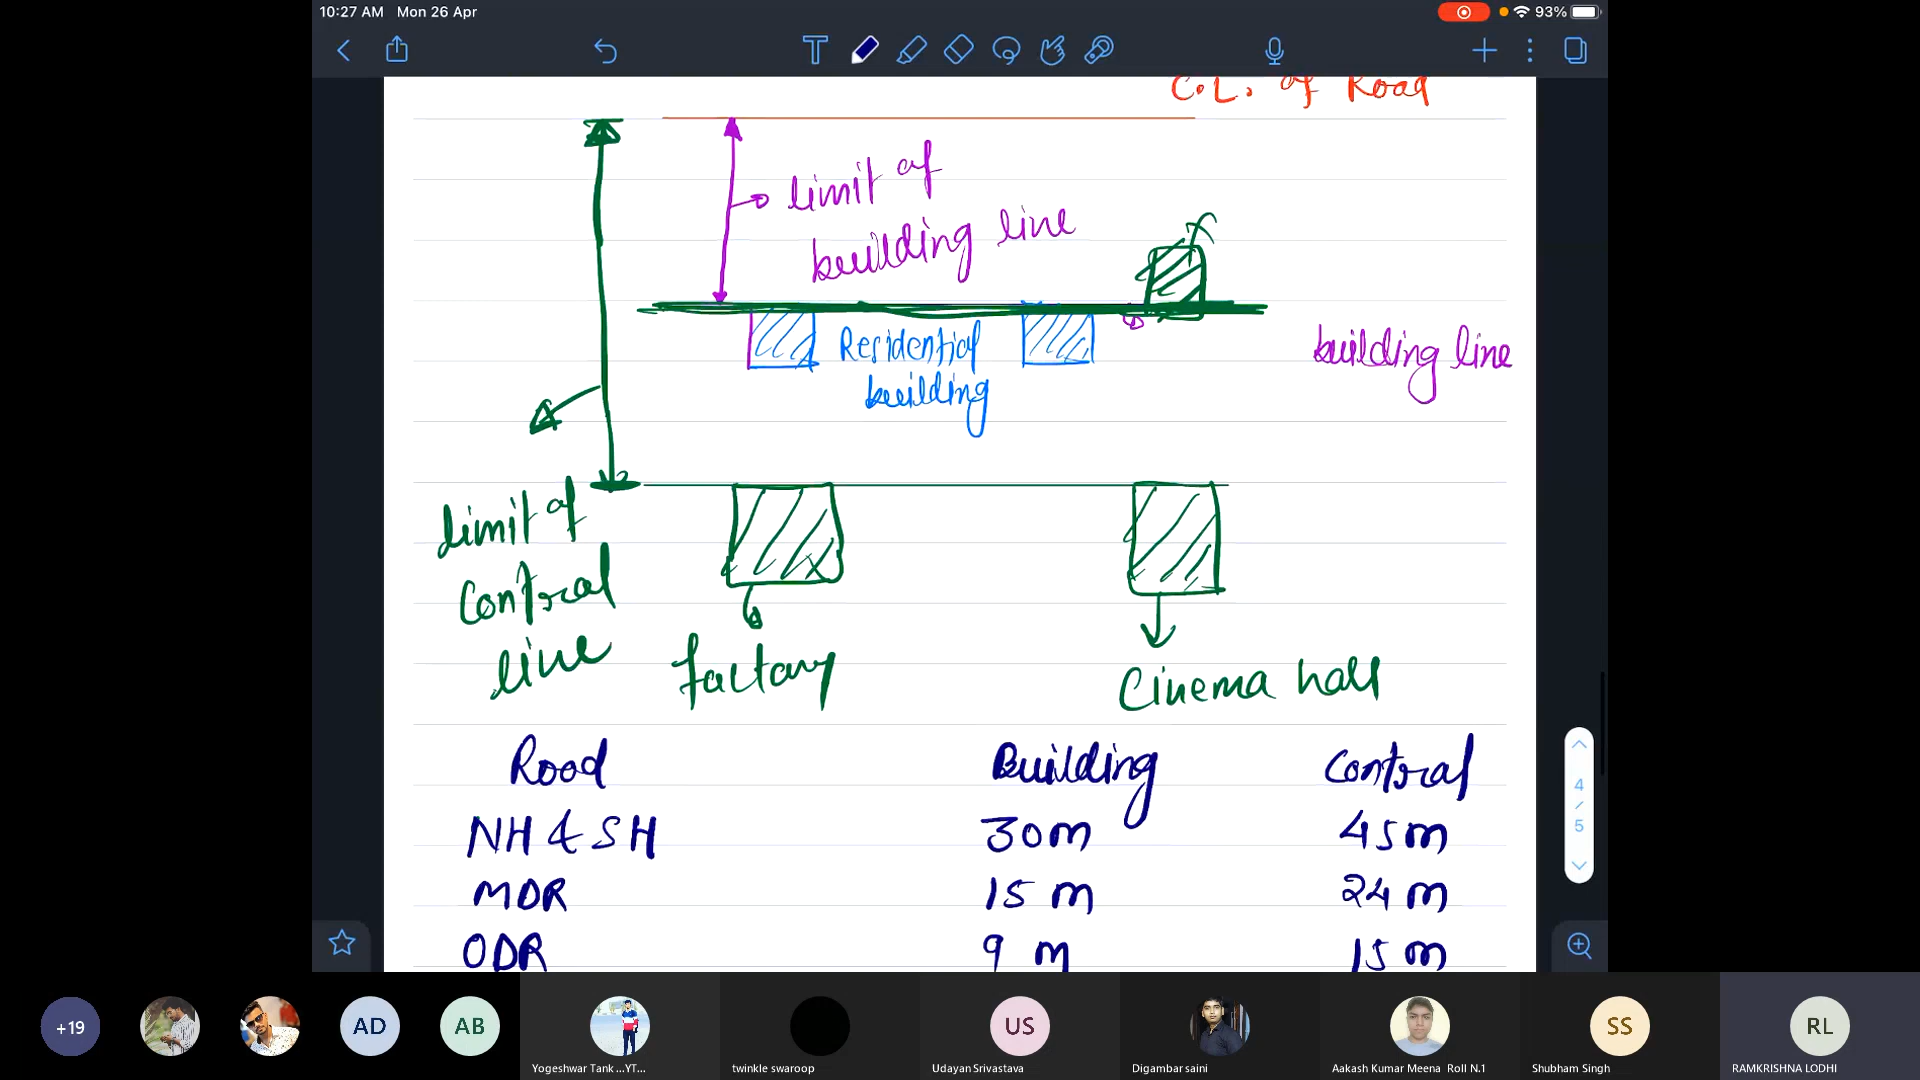 10:27 AM Mon 26 Apr
93%
C.L. of Road
limit of
building line
Residential
building
building line
limit of
Control
line
factory
Cinema hall
Road Building Control
NH & SH 30m 45m
MDR 15 m 24 m
ODR 9 m 15 m
4
/
5
+19
AD
AB
US
SS
RL
Yogeshwar Tank ...YT...
twinkle swaroop
Udayan Srivastava
Digambar saini
Aakash Kumar Meena Roll N.1
Shubham Singh
RAMKRISHNA LODHI